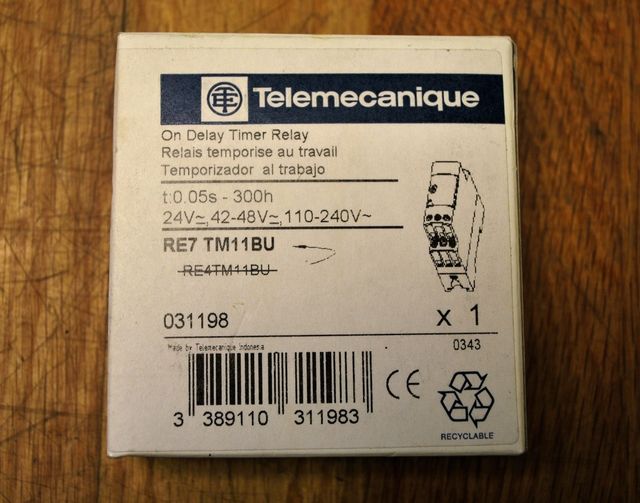 Telemecanique
On Delay Timer Relay
Relais temporise au travail
Temporizador al trabajo
t:0.05s - 300h
24V≂,42-48V≂,110-240V~
RE7 TM11BU
RE4TM11BU
031198
x 1
Made by Telemecanique Indonesia
0343
3 389110 311983
CE
RECYCLABLE